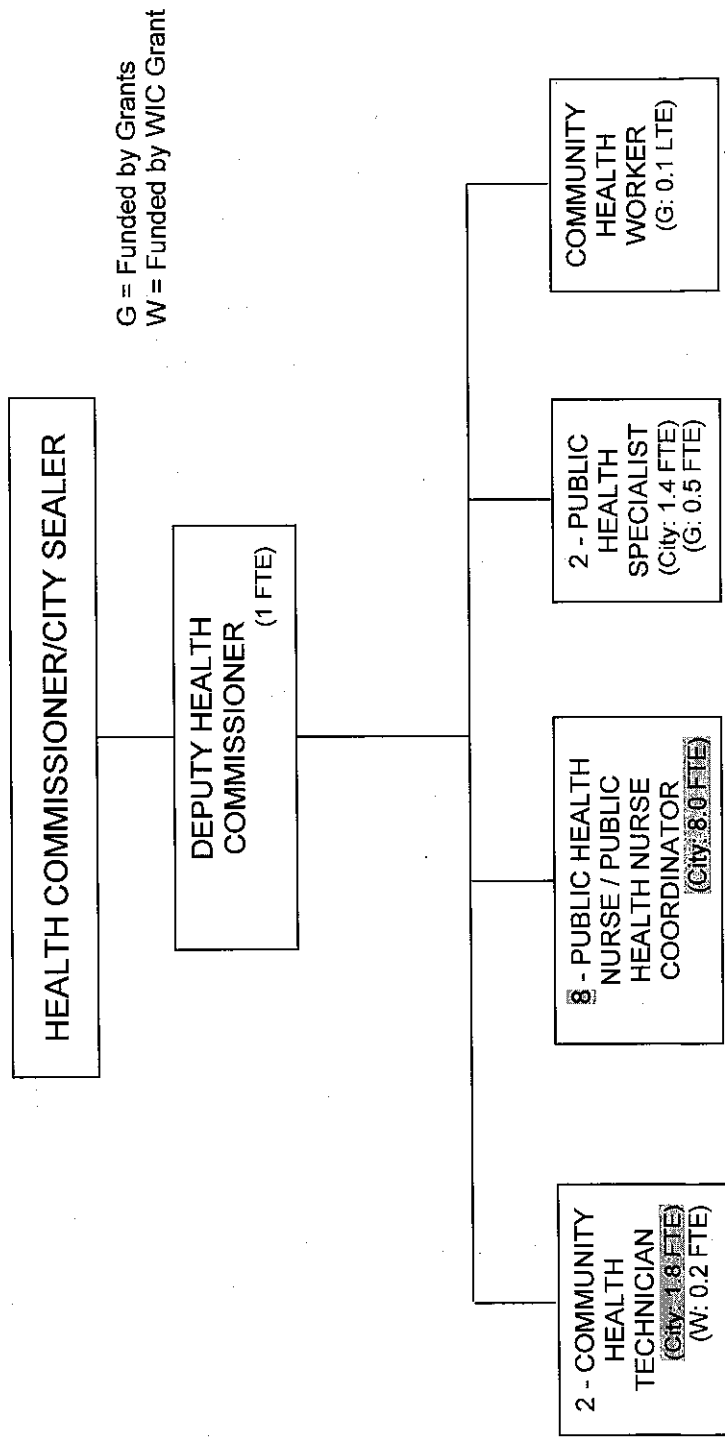 HEALTH COMMISSIONER/CITY SEALER
G = Funded by Grants
W = Funded by WIC Grant
DEPUTY HEALTH
COMMISSIONER
(1 FTE)
2 - COMMUNITY
HEALTH
TECHNICIAN
(City: 1.8 FTE)
(W: 0.2 FTE)
8 - PUBLIC HEALTH
NURSE / PUBLIC
HEALTH NURSE
COORDINATOR
(City: 8.0 FTE)
2 - PUBLIC
HEALTH
SPECIALIST
(City: 1.4 FTE)
(G: 0.5 FTE)
COMMUNITY
HEALTH
WORKER
(G: 0.1 LTE)